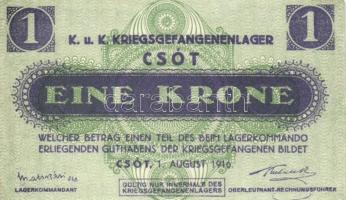 1 K. u. K. KRIEGSGEFANGENENLAGER 1
CSÓT
EINE KRONE
WELCHER BETRAG EINEN TEIL DES BEIM LAGERKOMMANDO
ERLIEGENDEN GUTHABENS DER KRIEGSGEFANGENEN BILDET
CSÓT, 1. AUGUST 1916
LAGERKOMMANDANT
GÜLTIG NUR INNERHALB DES
KRIEGSGEFANGENENLAGERS
OBERLEUTNANT-RECHNUNGSFÜHRER